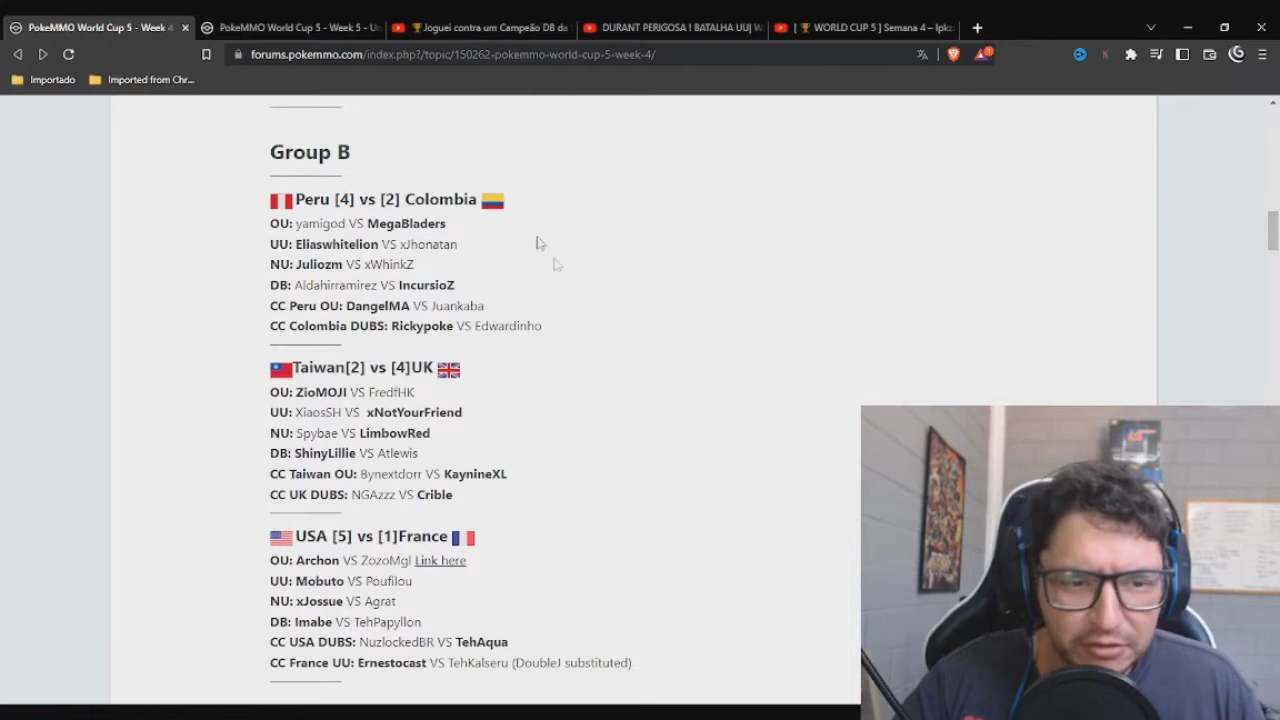 PokeMMO World Cup 5 - Week 4
PokeMMO World Cup 5 - Week 5 - Un
🏆Joguei contra um Campeão DB da
DURANT PERIGOSA ! BATALHA UU| W
[ 🏆 WORLD CUP 5 ] Semana 4 – Ipkz
forums.pokemmo.com/index.php?/topic/150262-pokemmo-world-cup-5-week-4/
Importado
Imported from Chr...
Group B
Peru [4] vs [2] Colombia
OU: yamigod VS MegaBladers
UU: Eliaswhitelion VS xJhonatan
NU: Juliozm VS xWhinkZ
DB: Aldahirramirez VS IncursioZ
CC Peru OU: DangelMA VS Juankaba
CC Colombia DUBS: Rickypoke VS Edwardinho
Taiwan[2] vs [4]UK
OU: ZioMOJI VS FredfHK
UU: XiaosSH VS xNotYourFriend
NU: Spybae VS LimbowRed
DB: ShinyLillie VS Atlewis
CC Taiwan OU: Bynextdorr VS KaynineXL
CC UK DUBS: NGAzzz VS Crible
USA [5] vs [1]France
OU: Archon VS ZozoMgl Link here
UU: Mobuto VS Poufilou
NU: xJossue VS Agrat
DB: Imabe VS TehPapyllon
CC USA DUBS: NuzlockedBR VS TehAqua
CC France UU: Ernestocast VS TehKalseru (DoubleJ substituted)